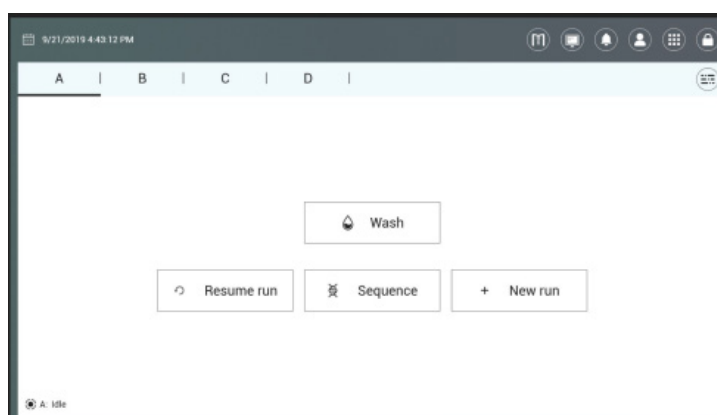 9/21/2019 4:43:12 PM
A | B | C | D |
Wash
Resume run
Sequence
+ New run
A: Idle